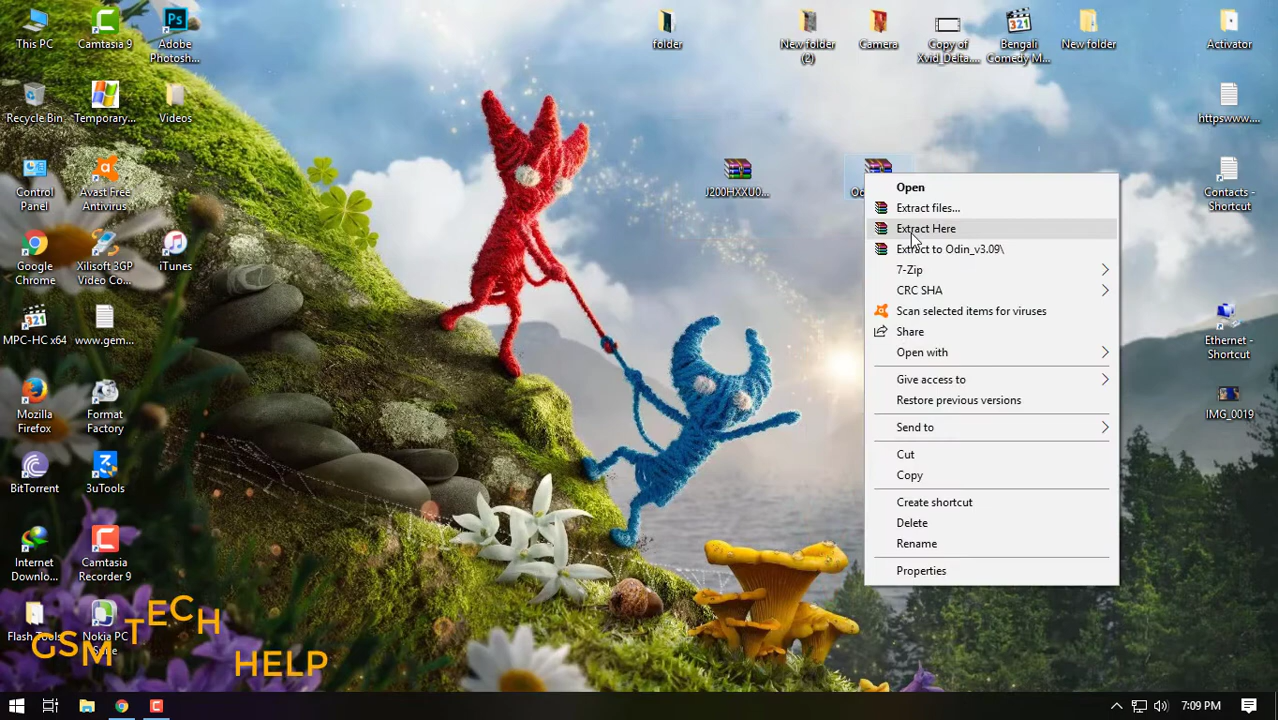 This PC
Camtasia 9
Adobe
Photosh...
folder
New folder
(2)
Camera
Copy of
Xvid_Delta....
Bengali
Comedy M...
New folder
Activator
Recycle Bin
Temporary...
Videos
httpswww....
Control
Panel
Avast Free
Antivirus
J200HXXU0...
Contacts -
Shortcut
Open
Extract files...
Extract Here
Extract to Odin_v3.09\
7-Zip
CRC SHA
Scan selected items for viruses
Share
Open with
Give access to
Restore previous versions
Send to
Cut
Copy
Create shortcut
Delete
Rename
Properties
Google
Chrome
Xilisoft 3GP
Video Co...
iTunes
MPC-HC x64
www.gem...
Ethernet -
Shortcut
Mozilla
Firefox
Format
Factory
IMG_0019
BitTorrent
3uTools
Internet
Downlo...
Camtasia
Recorder 9
Flash Tools
Nokia PC
Suite
GSM TECH
HELP
7:09 PM